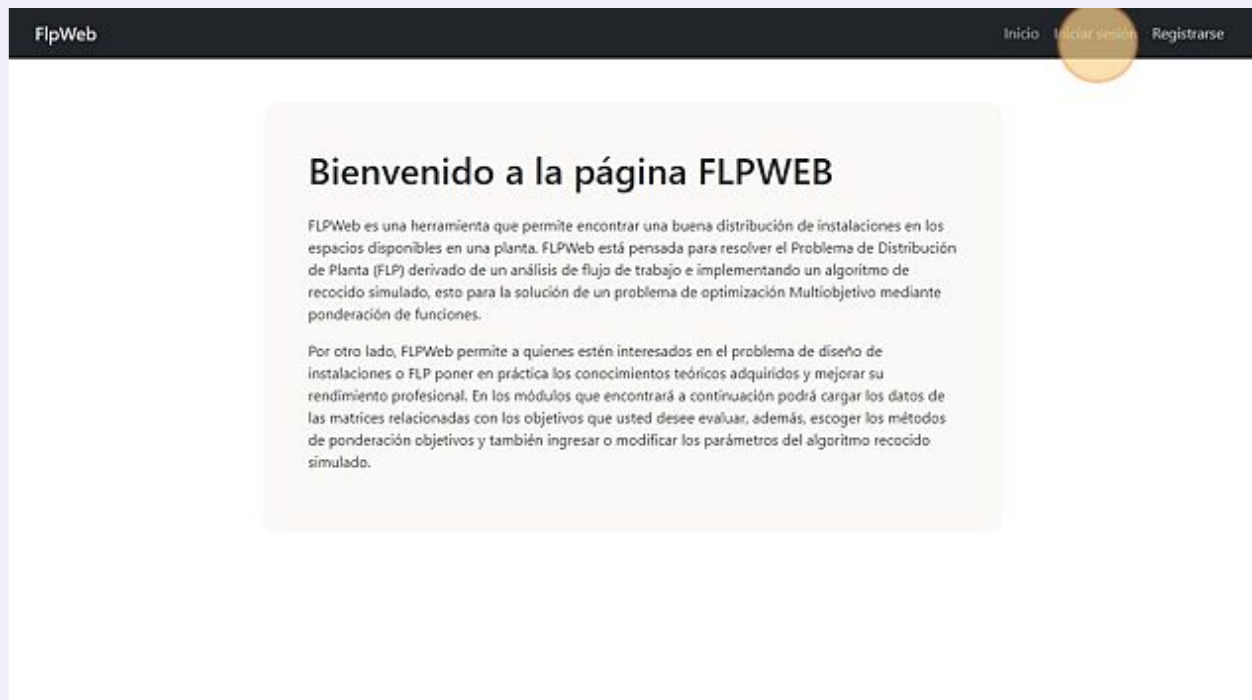 FlpWeb
Inicio Iniciar sesión Registrarse
Bienvenido a la página FLPWEB
FLPWeb es una herramienta que permite encontrar una buena distribución de instalaciones en los
espacios disponibles en una planta. FLPWeb está pensada para resolver el Problema de Distribución
de Planta (FLP) derivado de un análisis de flujo de trabajo e implementando un algoritmo de
recocido simulado, esto para la solución de un problema de optimización Multiobjetivo mediante
ponderación de funciones.
Por otro lado, FLPWeb permite a quienes estén interesados en el problema de diseño de
instalaciones o FLP poner en práctica los conocimientos teóricos adquiridos y mejorar su
rendimiento profesional. En los módulos que encontrará a continuación podrá cargar los datos de
las matrices relacionadas con los objetivos que usted desee evaluar, además, escoger los métodos
de ponderación objetivos y también ingresar o modificar los parámetros del algoritmo recocido
simulado.